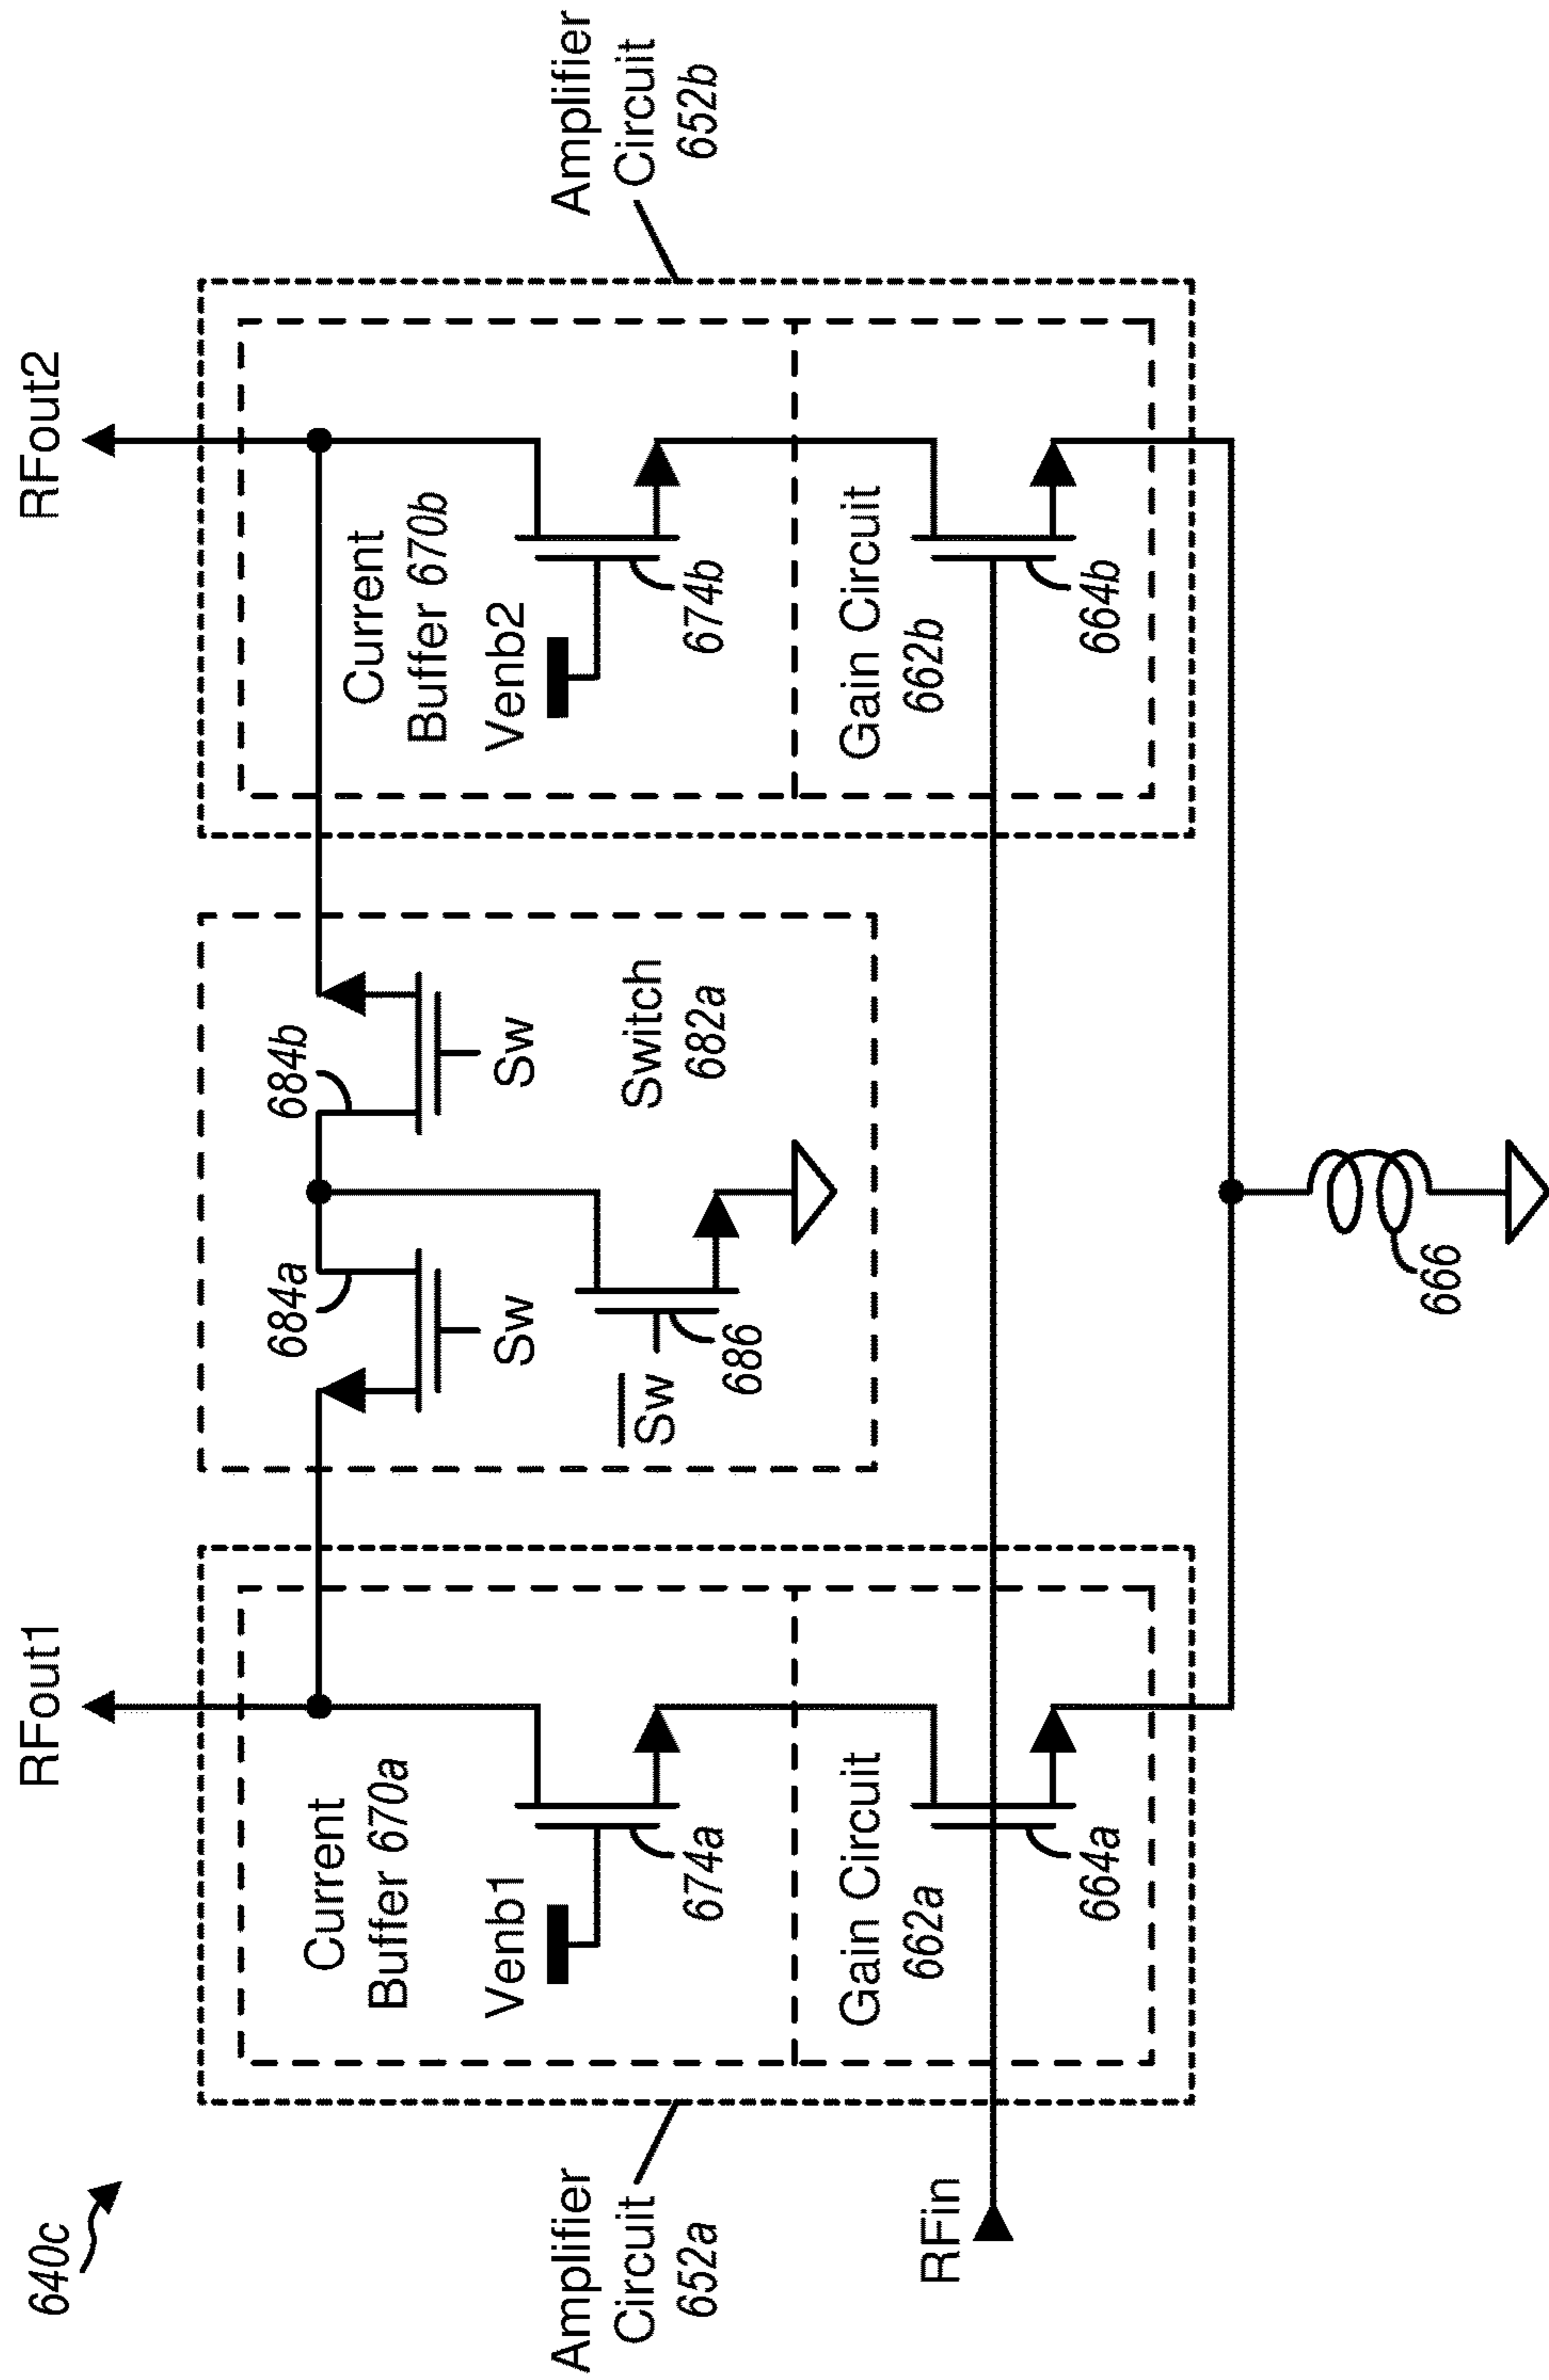 640c
RFout1
RFout2
Amplifier
Circuit
652a
Current
Buffer 670a
Venb1
674a
Gain Circuit
662a
664a
RFin
684a
684b
Sw
Sw
Sw
686
Switch
682a
Current
Buffer 670b
Venb2
674b
Gain Circuit
662b
664b
Amplifier
Circuit
652b
666